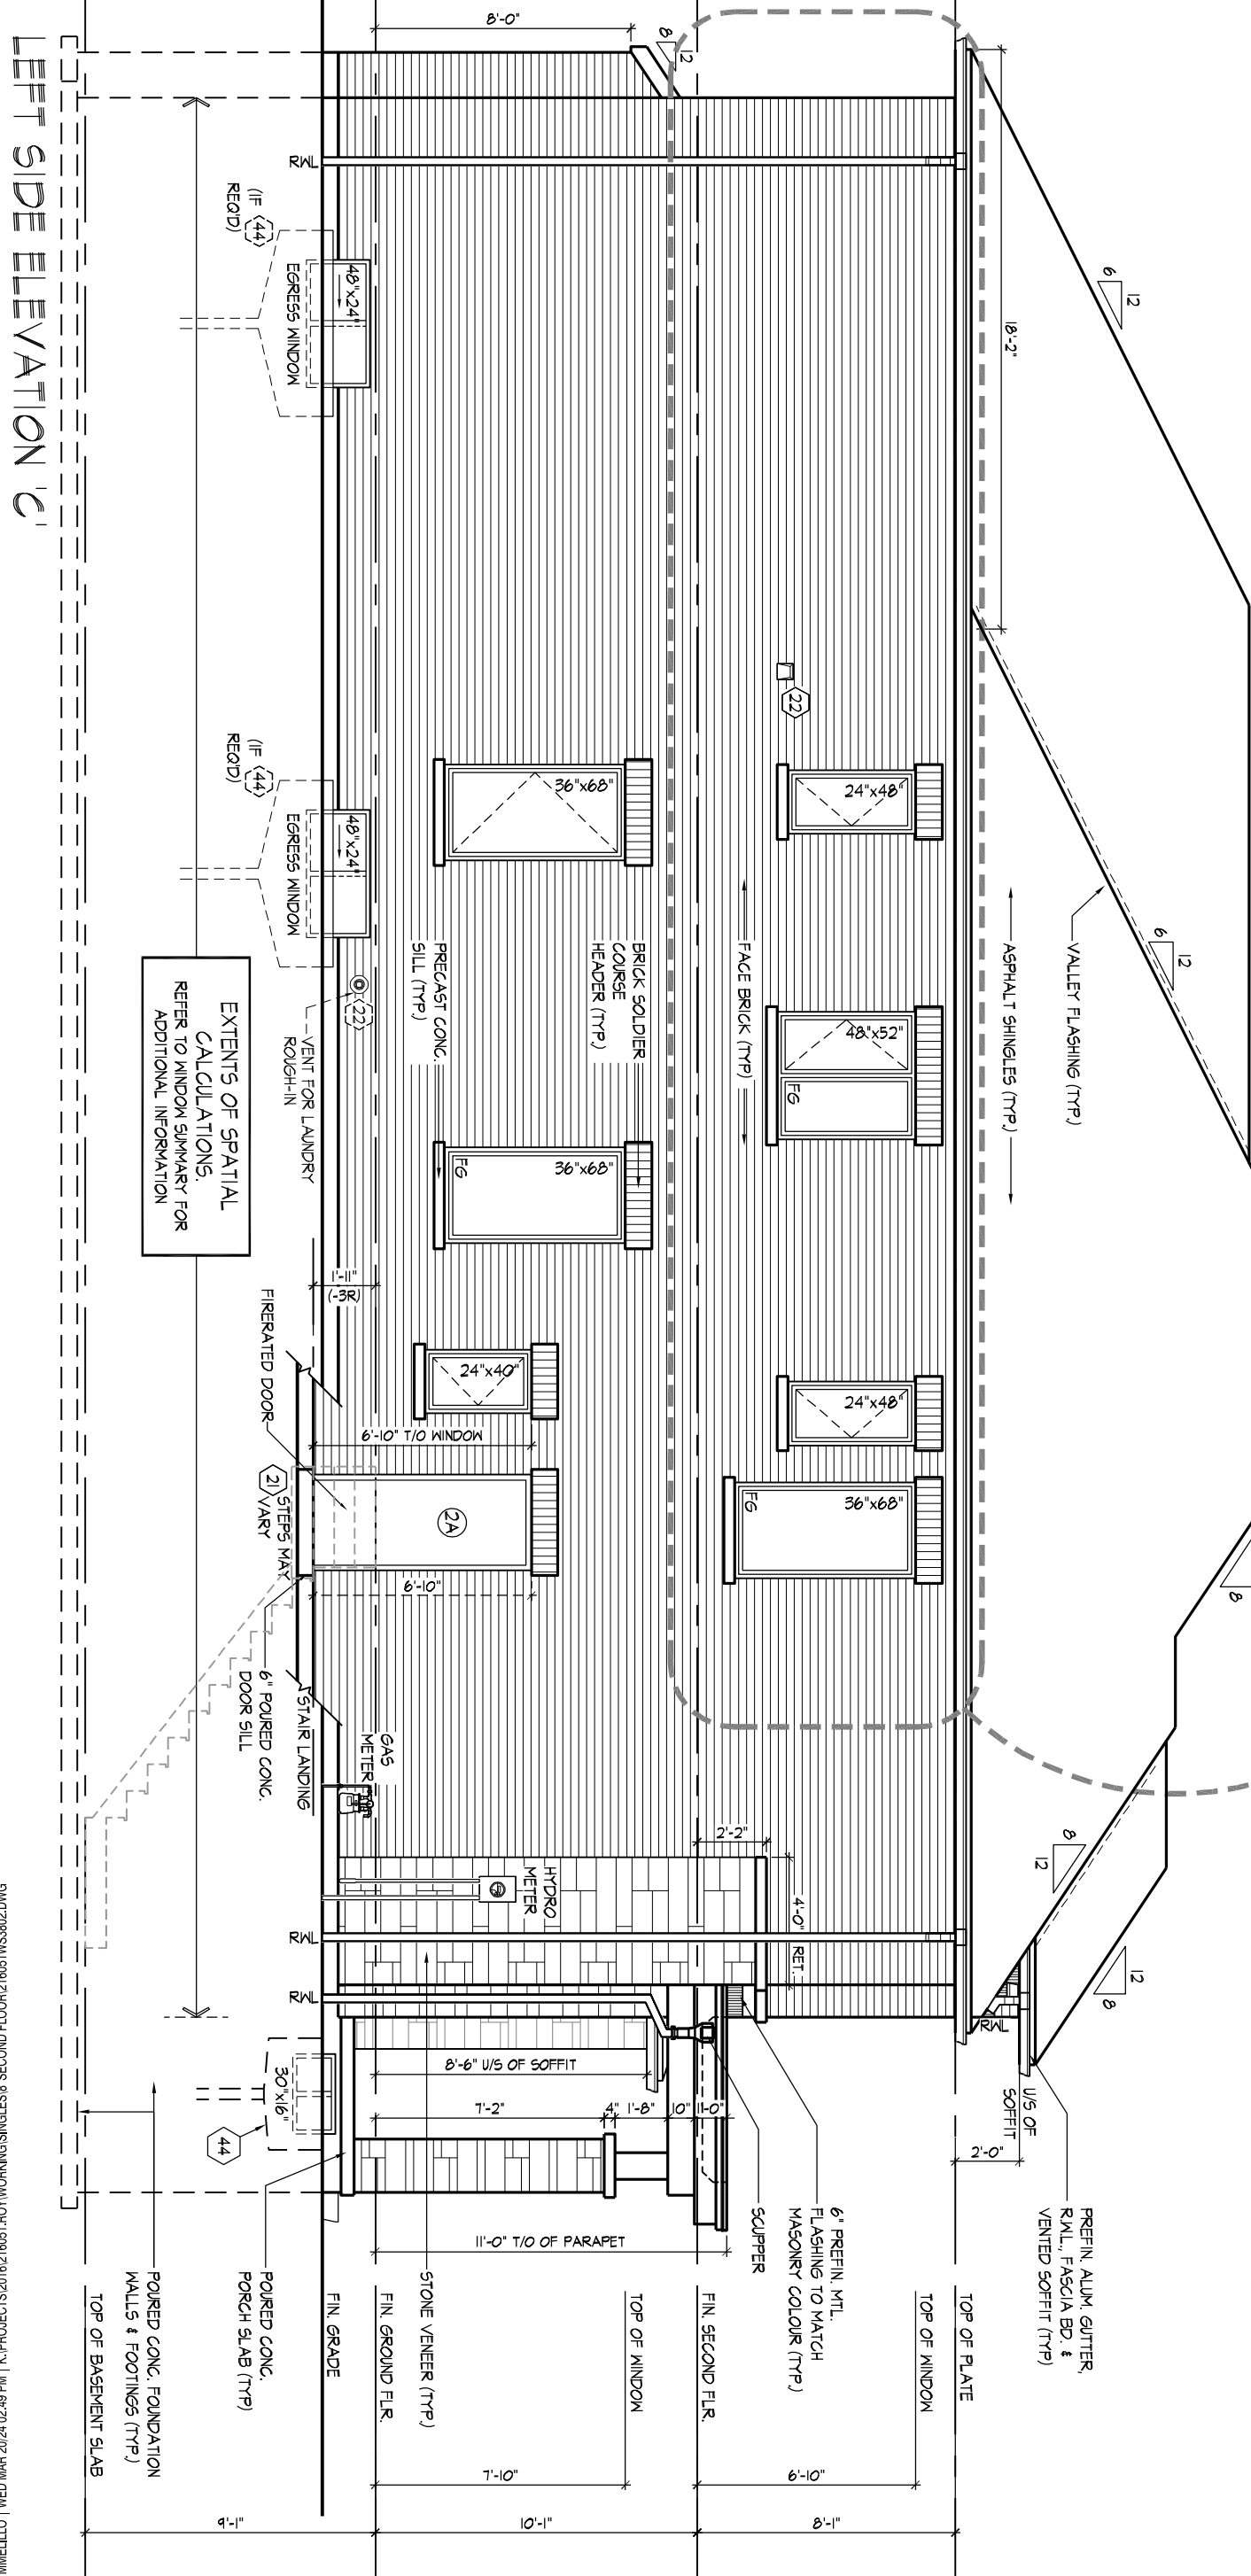 LEFT SIDE ELEVATION 'C'
12
6
18'-2"
VALLEY FLASHING (TYP.)
12
6
ASPHALT SHINGLES (TYP.)
8
8
12
12
8
RWL
U/S OF
SOFFIT
2'-0"
PREFIN. ALUM. GUTTER,
R.W.L., FASCIA BD. &
VENTED SOFFIT (TYP)
TOP OF PLATE
12
8
8'-0"
22
24"x48"
FACE BRICK (TYP)
48"x52"
FG
24"x48"
36"x68"
FG
2'-2"
4'-0" RET.
6" PREFIN. MTL.
FLASHING TO MATCH
MASONRY COLOUR (TYP.)
SCUPPER
TOP OF WINDOW
6'-10"
8'-1"
FIN. SECOND FLR.
36"x68"
BRICK SOLDIER
COURSE
HEADER (TYP.)
PRECAST CONC.
SILL (TYP.)
36"x68"
FG
24"x40"
6'-10" T/O WINDOW
2A
6'-10"
HYDRO
METER
GAS
METER
8'-6" U/S OF SOFFIT
7'-2"
4"
1'-8"
10"
1'-0"
11'-0" T/O OF PARAPET
STONE VENEER (TYP.)
TOP OF WINDOW
7'-10"
10'-1"
FIN. GROUND FLR.
RWL
48"x24"
EGRESS WINDOW
44
(IF
REQ'D)
48"x24"
EGRESS WINDOW
44
(IF
REQ'D)
22
VENT FOR LAUNDRY
ROUGH-IN
1'-11"
(-3R)
FIRERATED DOOR
21
STEPS MAY
VARY
6" POURED CONC.
DOOR SILL
STAIR LANDING
RWL
RWL
30"x16"
44
FIN. GRADE
POURED CONC.
PORCH SLAB (TYP)
POURED CONC. FOUNDATION
WALLS & FOOTINGS (TYP.)
TOP OF BASEMENT SLAB
9'-1"
EXTENTS OF SPATIAL
CALCULATIONS.
REFER TO WINDOW SUMMARY FOR
ADDITIONAL INFORMATION